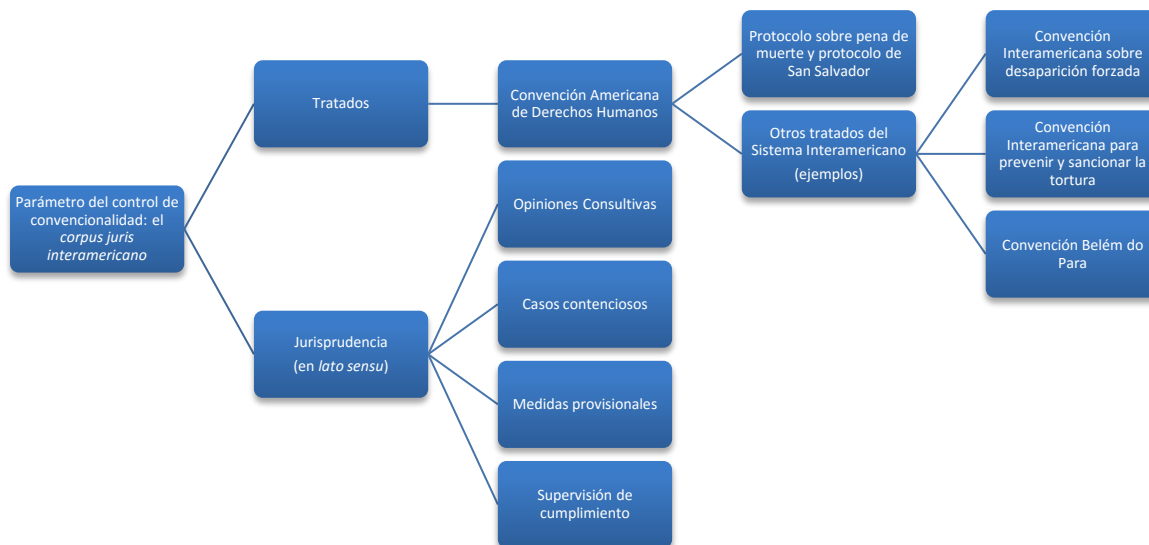 Parámetro del control de
convencionalidad: el
corpus juris
interamericano
Tratados
Convención Americana
de Derechos Humanos
Protocolo sobre pena de
muerte y protocolo de
San Salvador
Otros tratados del
Sistema Interamericano
(ejemplos)
Convención
Interamericana sobre
desaparición forzada
Convención
Interamericana para
prevenir y sancionar la
tortura
Convención Belém do
Para
Jurisprudencia
(en lato sensu)
Opiniones Consultivas
Casos contenciosos
Medidas provisionales
Supervisión de
cumplimiento